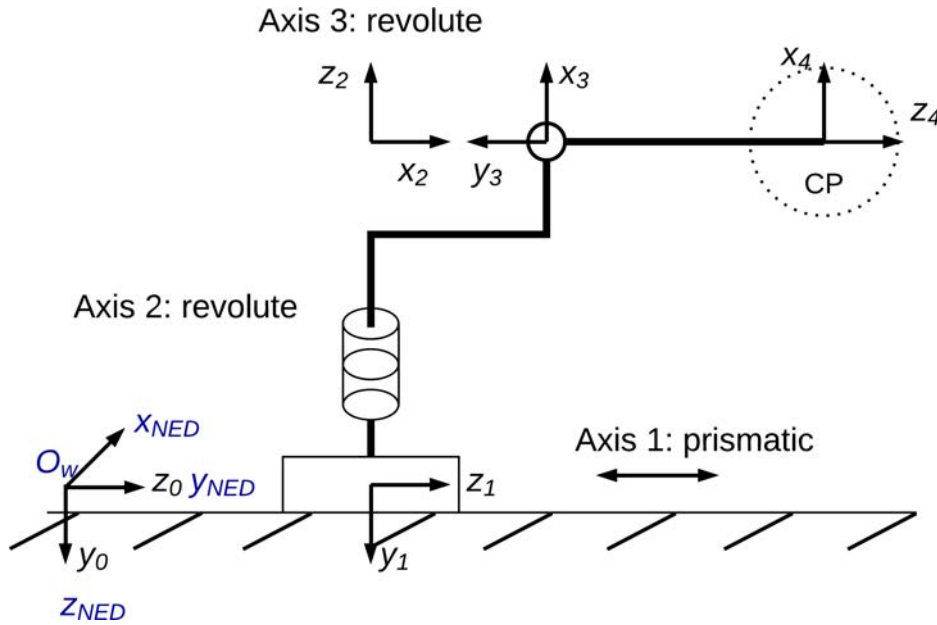 Axis 3: revolute
z2
x3
x4
z4
x2
y3
CP
Axis 2: revolute
xNED
Axis 1: prismatic
Ow
z0 yNED
z1
y0
y1
zNED